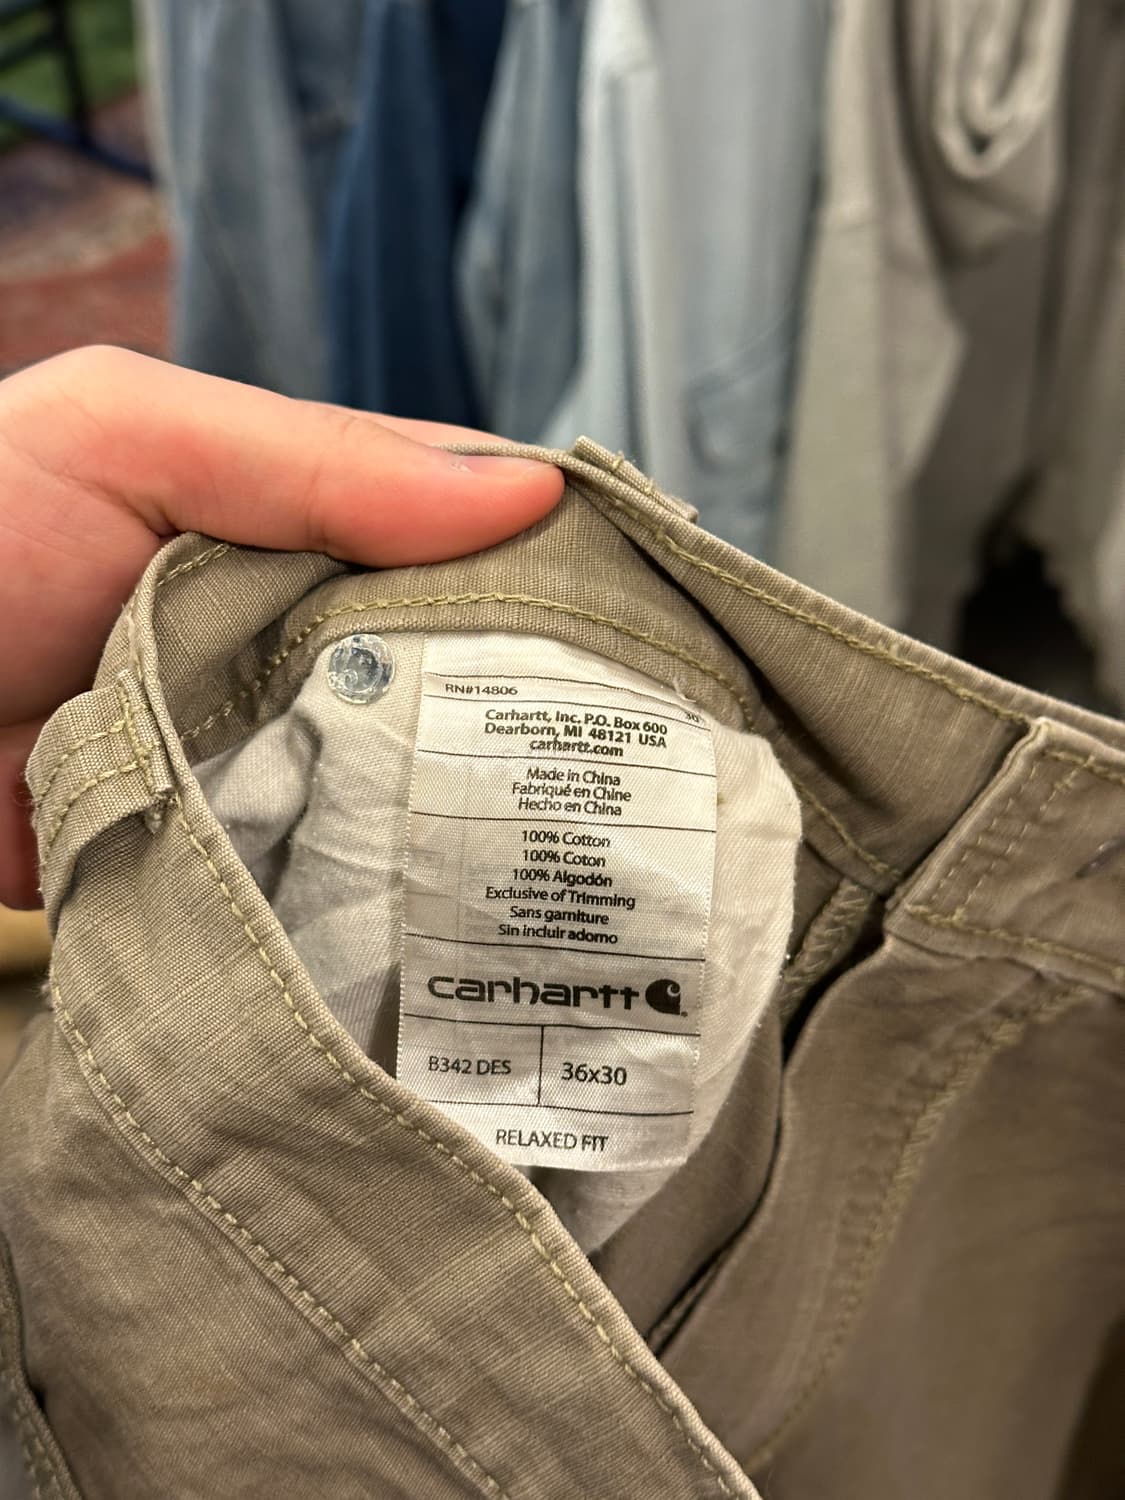 RN#14806
30
Carhartt, Inc. P.O. Box 600
Dearborn, MI 48121 USA
carhartt.com
Made in China
Fabriqué en Chine
Hecho en China
100% Cotton
100% Coton
100% Algodón
Exclusive of Trimming
Sans garniture
Sin incluir adorno
carhartt
B342 DES
36x30
RELAXED FIT